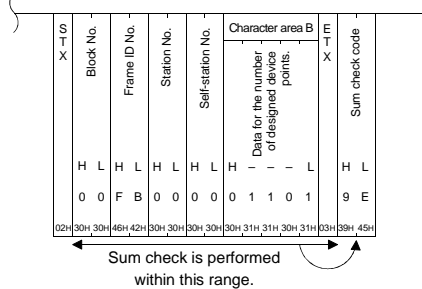 STX
Block No.
Frame ID No.
Station No.
Self-station No.
Character area B
Data for the number
of designed device
points.
ETX
Sum check code
H L H L H L H L H – – L H L
0 0 F B 0 0 0 0 0 1 1 0 1 9 E
02H 30H 30H 46H 42H 30H 30H 30H 30H 30H 31H 31H 30H 31H 03H 39H 45H
Sum check is performed
within this range.